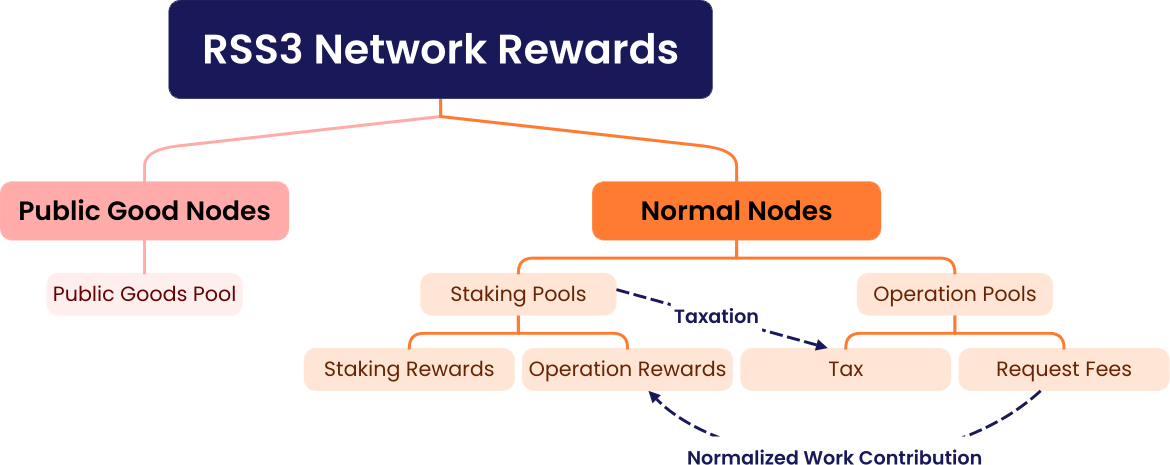 RSS3 Network Rewards
Public Good Nodes
Normal Nodes
Public Goods Pool
Staking Pools
Operation Pools
Taxation
Staking Rewards
Operation Rewards
Tax
Request Fees
Normalized Work Contribution